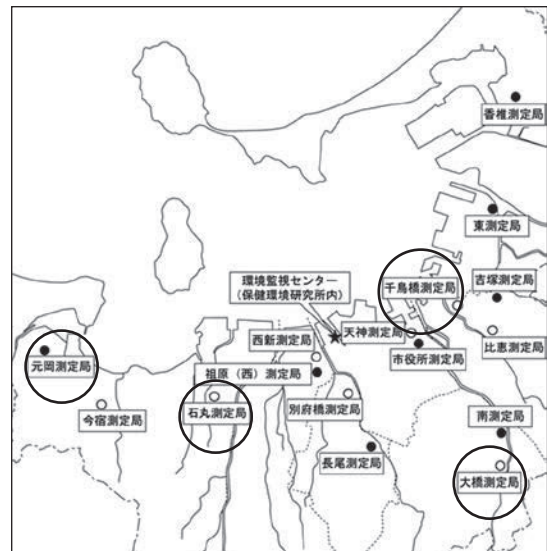 香椎測定局
東測定局
環境監視センター
（保健環境研究所内）
千鳥橋測定局
吉塚測定局
西新測定局
天神測定局
市役所測定局
比恵測定局
元岡測定局
祖原（西）測定局
今宿測定局
石丸測定局
別府橋測定局
南測定局
長尾測定局
大橋測定局